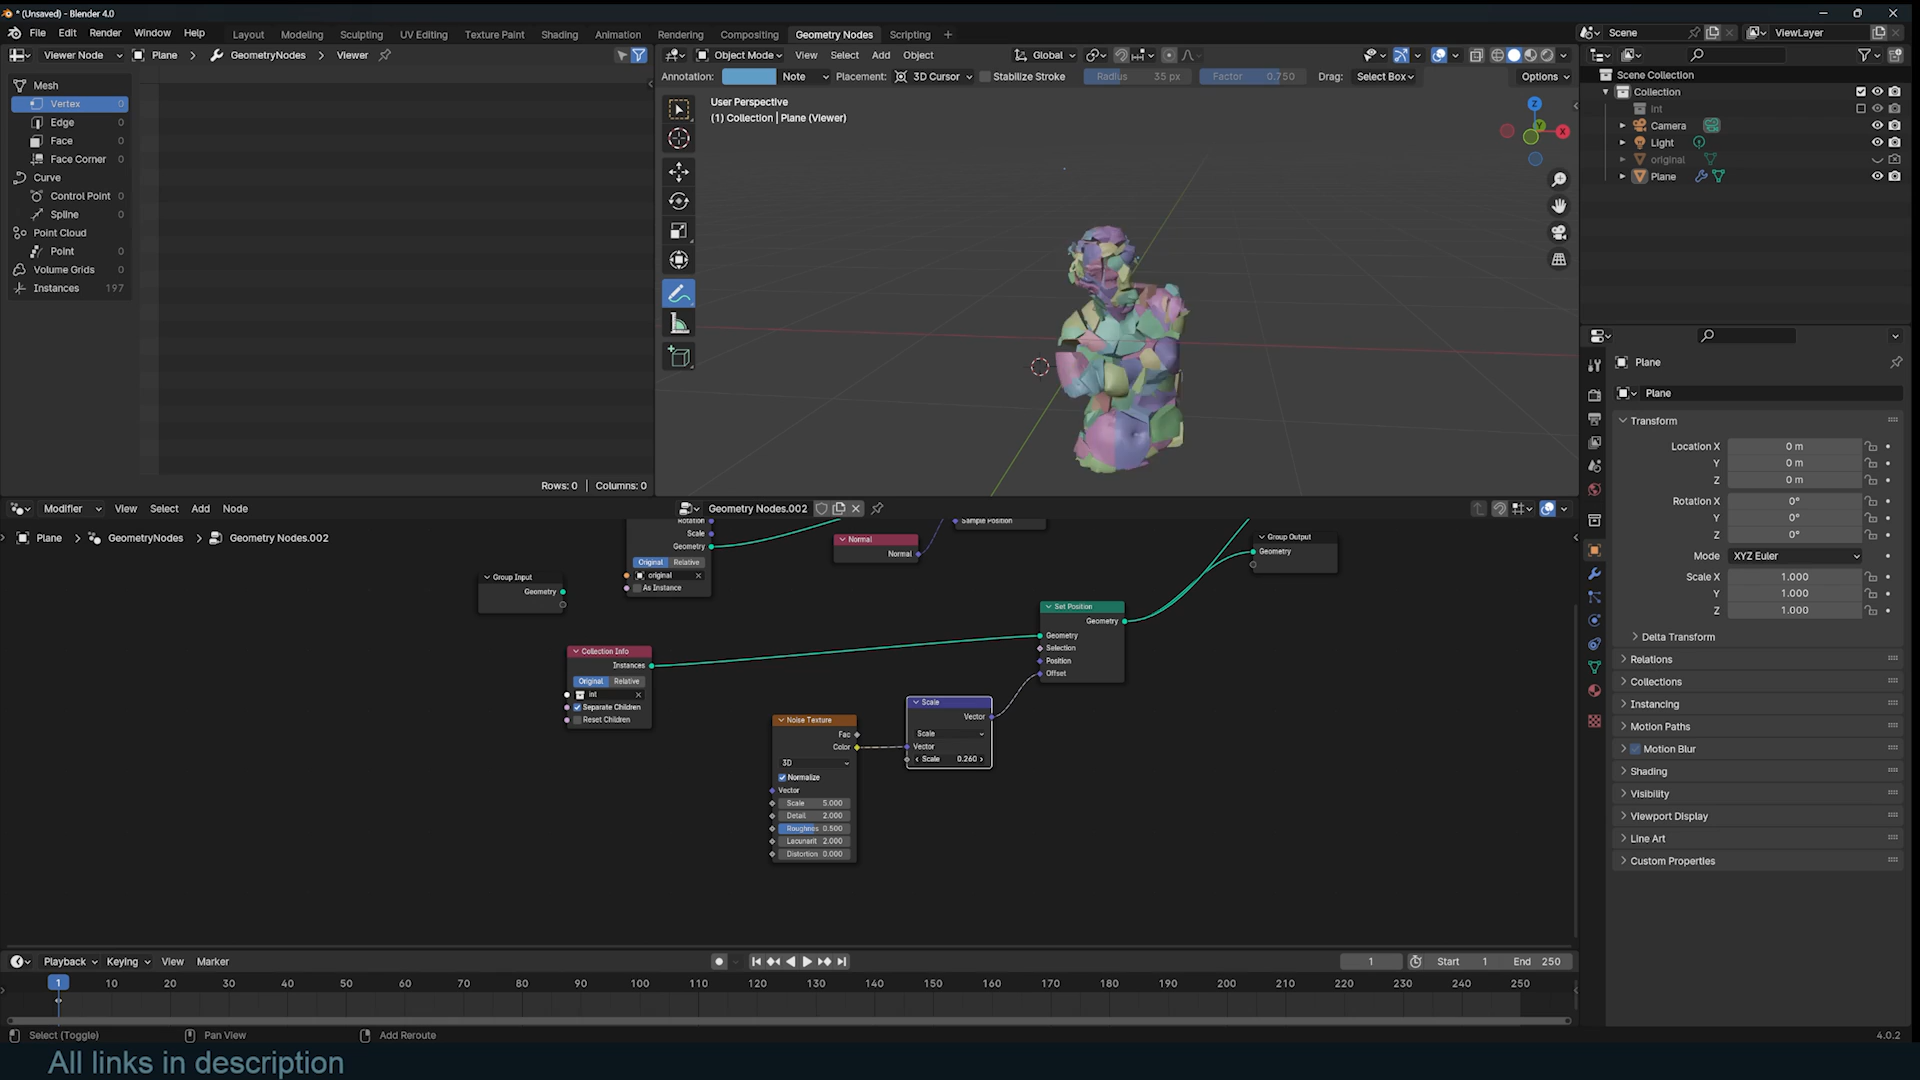 * (Unsaved) - Blender 4.0
File Edit Render Window Help
Layout Modeling Sculpting UV Editing Texture Paint Shading Animation Rendering Compositing Geometry Nodes Scripting +
Scene
ViewLayer
Viewer Node Plane > GeometryNodes > Viewer
Object Mode View Select Add Object Global
Annotation: Note Placement: 3D Cursor Stabilize Stroke Radius 35 px Factor 0.750 Drag: Select Box Options
Mesh
Vertex 0
Edge 0
Face 0
Face Corner 0
Curve
Control Point 0
Spline 0
Point Cloud
Point 0
Volume Grids 0
Instances 197
Rows: 0 | Columns: 0
User Perspective
(1) Collection | Plane (Viewer)
Z
Y
X
Scene Collection
Collection
int
Camera
Light
original
Plane
Plane
Plane
Transform
Location X 0 m
Y 0 m
Z 0 m
Rotation X 0°
Y 0°
Z 0°
Mode XYZ Euler
Scale X 1.000
Y 1.000
Z 1.000
Delta Transform
Relations
Collections
Instancing
Motion Paths
Motion Blur
Shading
Visibility
Viewport Display
Line Art
Custom Properties
Modifier View Select Add Node Geometry Nodes.002
Plane > GeometryNodes > Geometry Nodes.002
Group Input
Geometry
Rotation
Scale
Geometry
Original Relative
original
As Instance
Normal
Normal
Sample Position
Group Output
Geometry
Collection Info
Instances
Original Relative
int
Separate Children
Reset Children
Noise Texture
Fac
Color
3D
Normalize
Vector
Scale 5.000
Detail 2.000
Roughnes 0.500
Lacunarit 2.000
Distortion 0.000
Scale
Vector
Scale
Vector
Scale 0.260
Set Position
Geometry
Geometry
Selection
Position
Offset
Playback Keying View Marker
1 Start 1 End 250
1 10 20 30 40 50 60 70 80 90 100 110 120 130 140 150 160 170 180 190 200 210 220 230 240 250
Select (Toggle) Pan View Add Reroute
4.0.2
All links in description